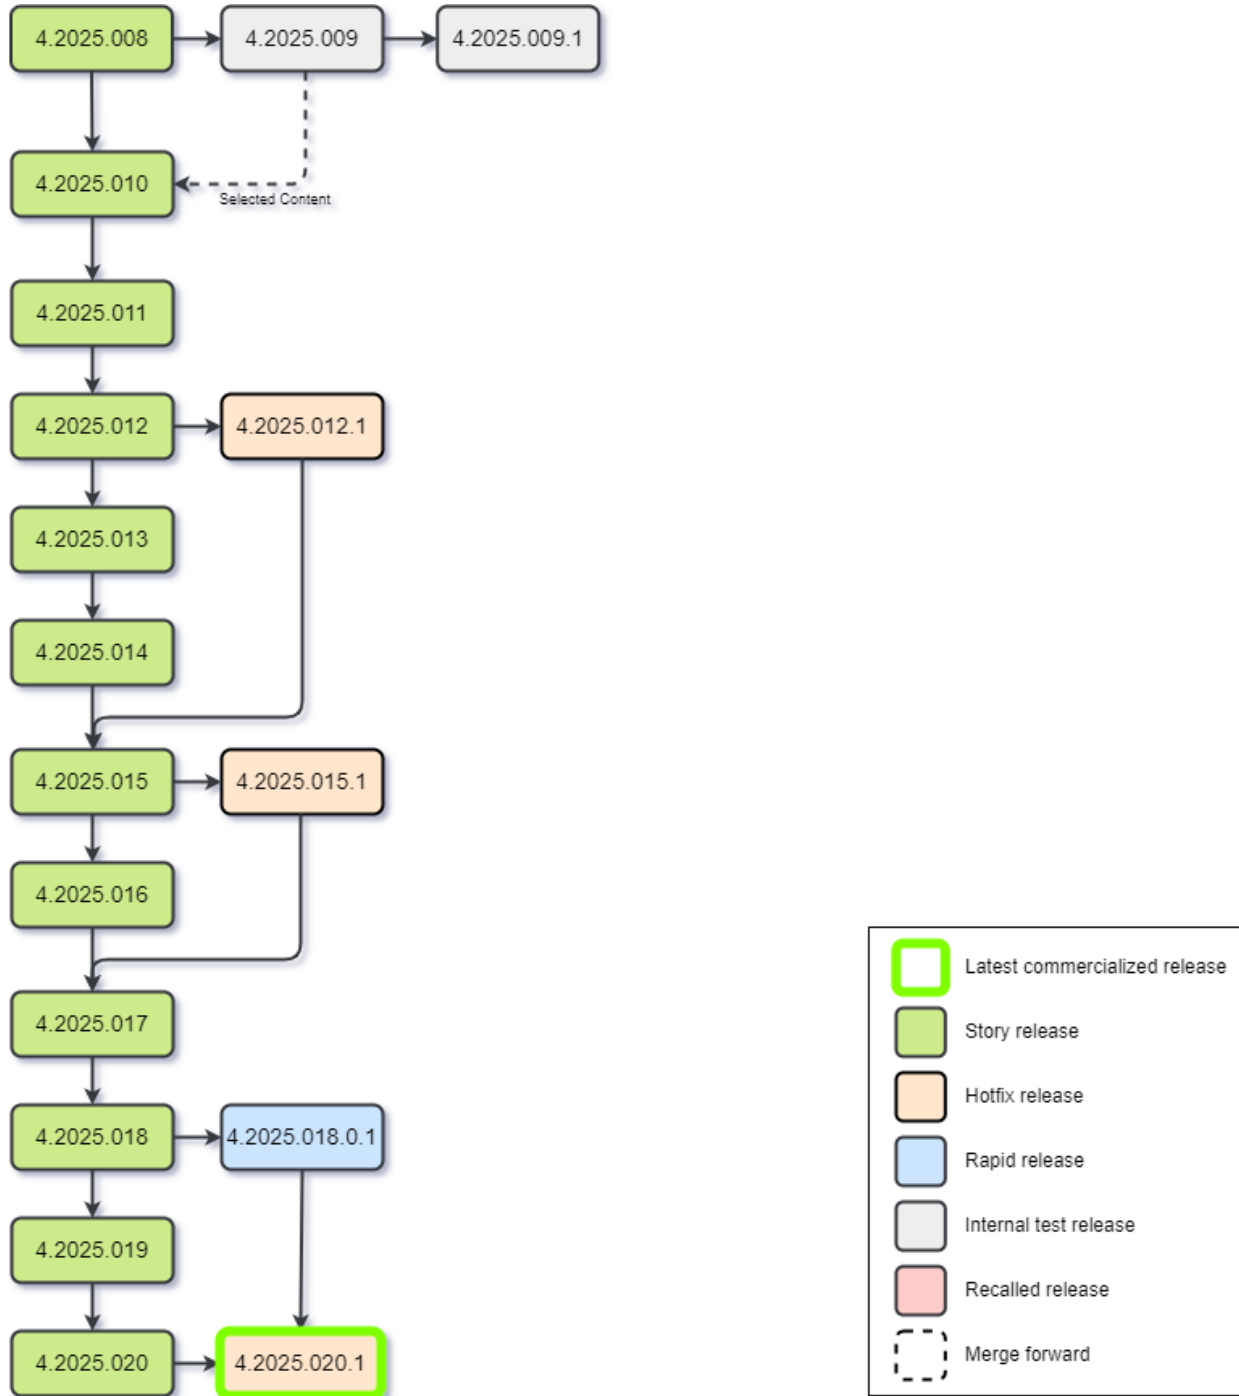 4.2025.008
4.2025.009
4.2025.009.1
4.2025.010
Selected Content
4.2025.011
4.2025.012
4.2025.012.1
4.2025.013
4.2025.014
4.2025.015
4.2025.015.1
4.2025.016
4.2025.017
4.2025.018
4.2025.018.0.1
4.2025.019
4.2025.020
4.2025.020.1
Latest commercialized release
Story release
Hotfix release
Rapid release
Internal test release
Recalled release
Merge forward